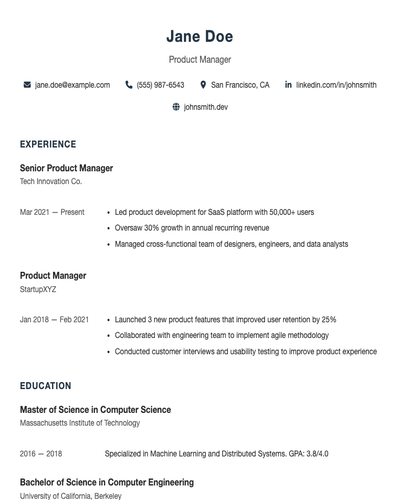 Jane Doe
Product Manager
jane.doe@example.com (555) 987-6543 San Francisco, CA linkedin.com/in/johnsmith
johnsmith.dev
EXPERIENCE
Senior Product Manager
Tech Innovation Co.
Mar 2021 — Present • Led product development for SaaS platform with 50,000+ users
• Oversaw 30% growth in annual recurring revenue
• Managed cross-functional team of designers, engineers, and data analysts
Product Manager
StartupXYZ
Jan 2018 — Feb 2021 • Launched 3 new product features that improved user retention by 25%
• Collaborated with engineering team to implement agile methodology
• Conducted customer interviews and usability testing to improve product experience
EDUCATION
Master of Science in Computer Science
Massachusetts Institute of Technology
2016 — 2018 Specialized in Machine Learning and Distributed Systems. GPA: 3.8/4.0
Bachelor of Science in Computer Engineering
University of California, Berkeley